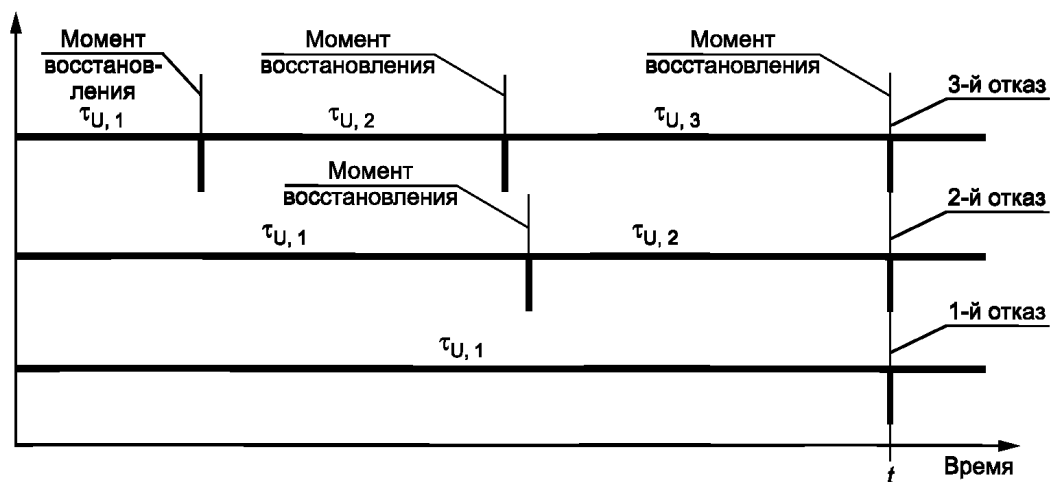 Момент
восстанов-
ления
Момент
восстановления
Момент
восстановления
3-й отказ
τU, 1
τU, 2
τU, 3
Момент
восстановления
2-й отказ
τU, 1
τU, 2
1-й отказ
τU, 1
t
Время